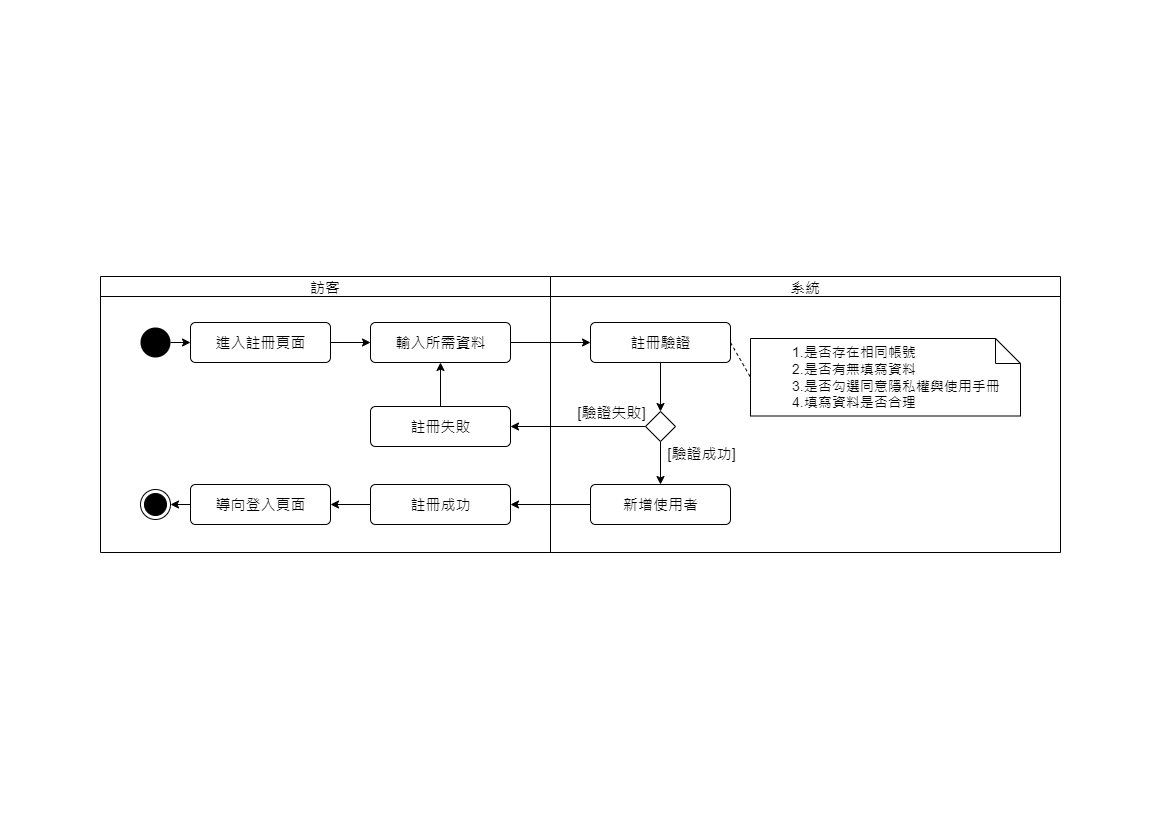 訪客
系統
進入註冊頁面
輸入所需資料
註冊驗證
1.是否存在相同帳號
2.是否有無填寫資料
3.是否勾選同意隱私權與使用手冊
4.填寫資料是否合理
[驗證失敗]
註冊失敗
[驗證成功]
導向登入頁面
註冊成功
新增使用者